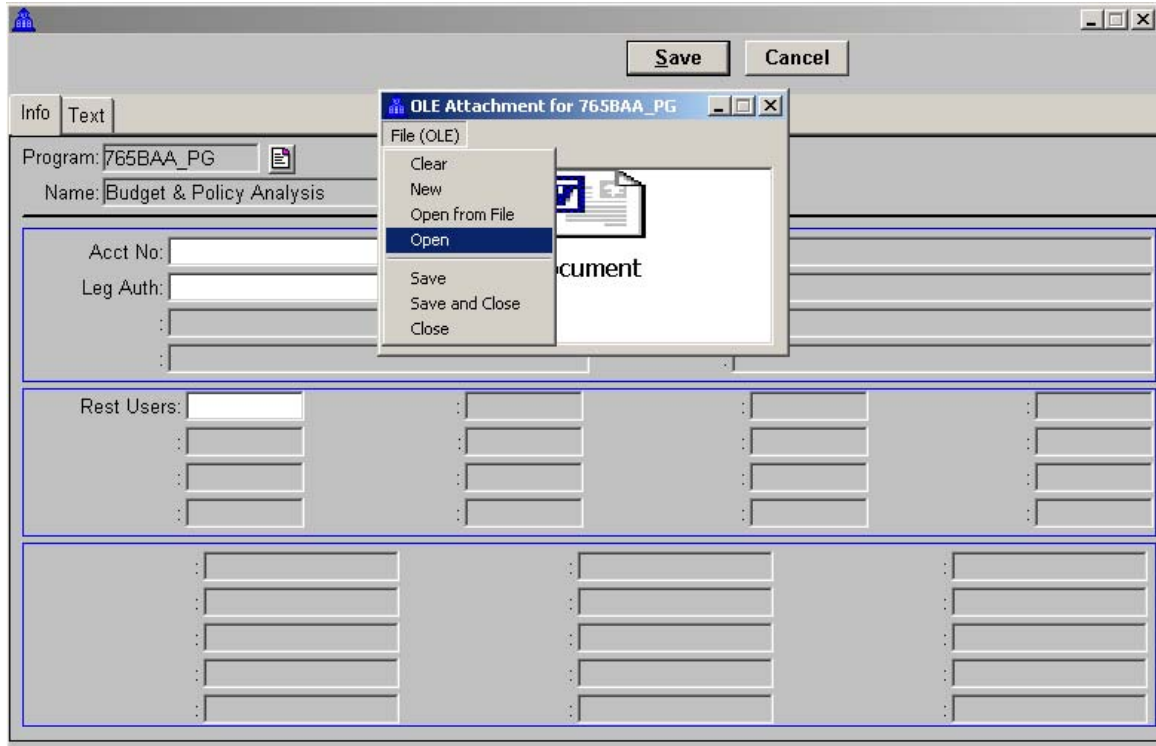 Save Cancel
Info Text
OLE Attachment for 765BAA_PG
File (OLE)
Program: 765BAA_PG
Name: Budget & Policy Analysis
Clear
New
Open from File
Open
Save
Save and Close
Close
cument
Acct No:
Leg Auth:
:
: :
Rest Users: : : :
: : : :
: : : :
: : : :
: : :
: : :
: : :
: : :
: : :